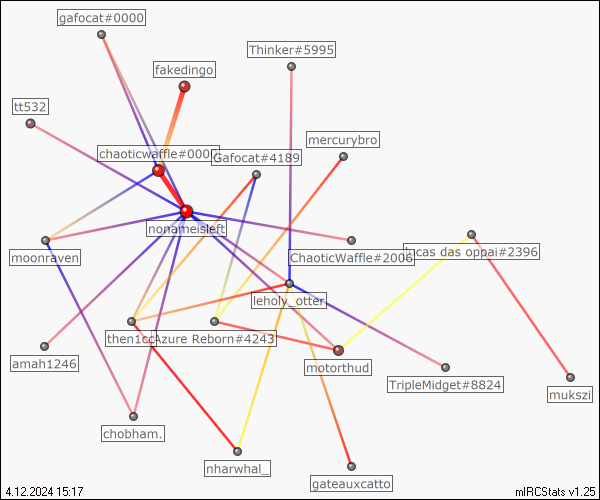 gafocat#0000
Thinker#5995
fakedingo
tt532
mercurybro
chaoticwaffle#0000
Gafocat#4189
nonameisleft
moonraven
ChaoticWaffle#2006
lucas das oppai#2396
leholy_otter
then1cc
Azure Reborn#4243
motorthud
amah1246
TripleMidget#8824
mukszi
chobham.
nharwhal_
gateauxcatto
4.12.2024 15:17
mIRCStats v1.25